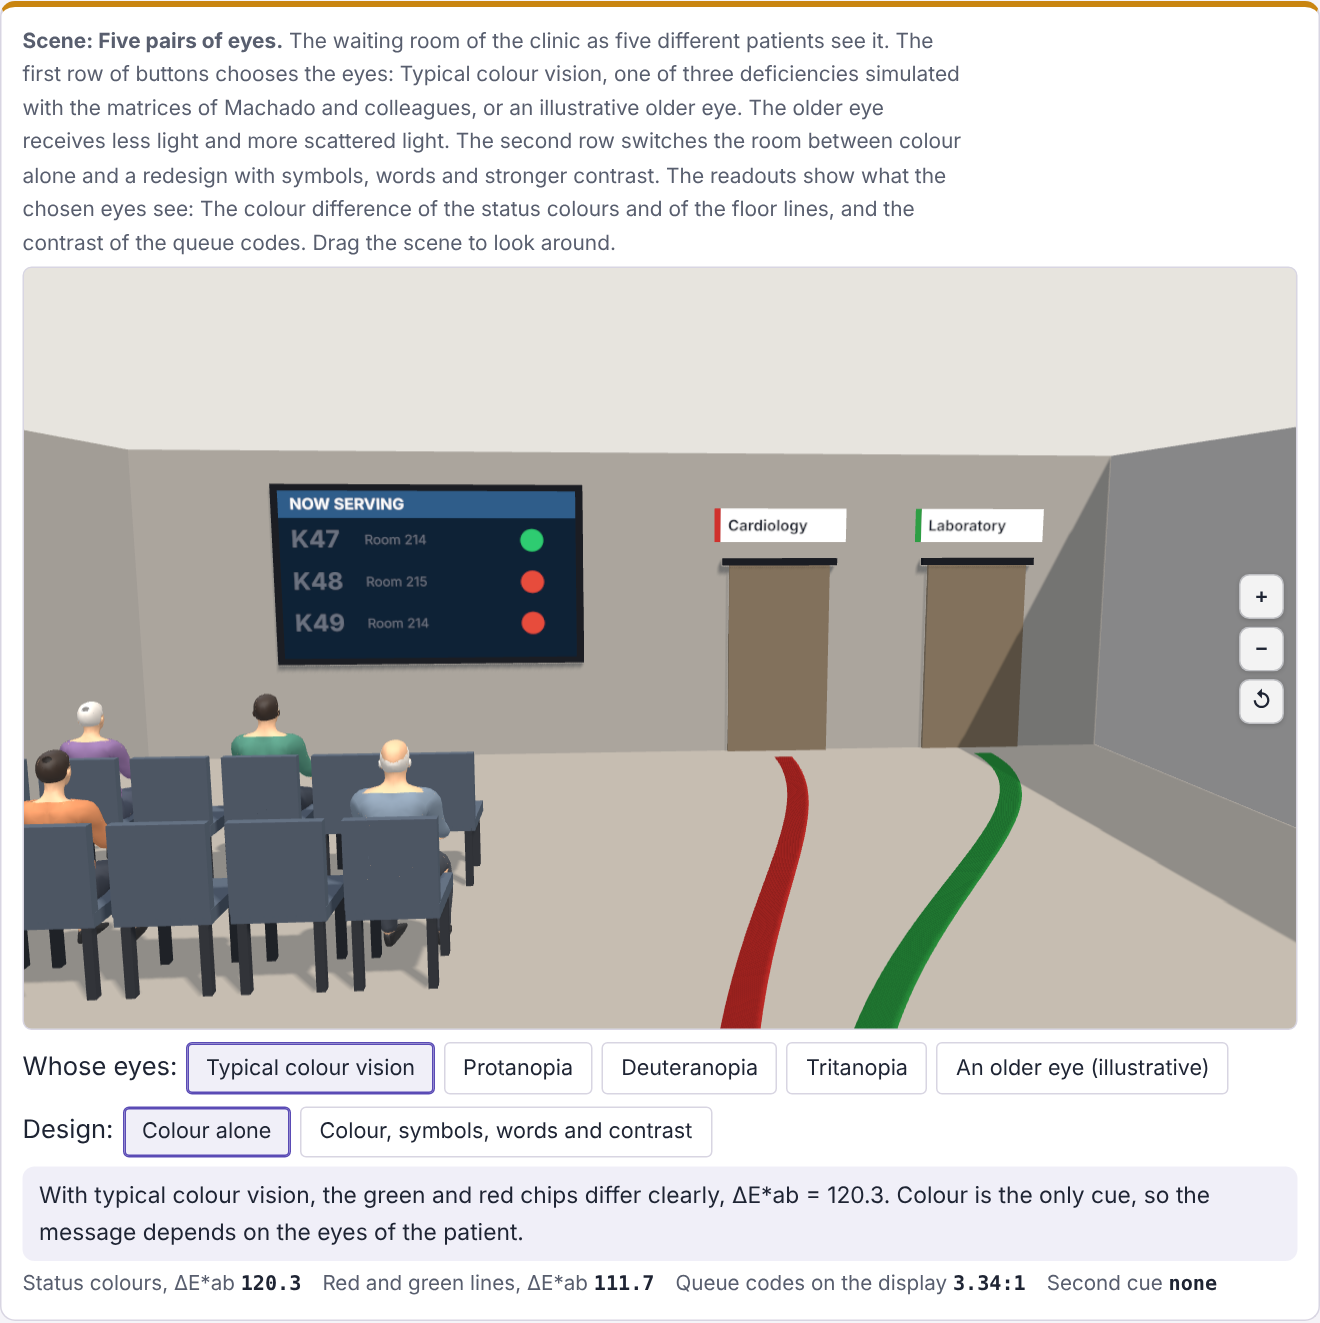 Scene: Five pairs of eyes. The waiting room of the clinic as five different patients see it. The
first row of buttons chooses the eyes: Typical colour vision, one of three deficiencies simulated
with the matrices of Machado and colleagues, or an illustrative older eye. The older eye
receives less light and more scattered light. The second row switches the room between colour
alone and a redesign with symbols, words and stronger contrast. The readouts show what the
chosen eyes see: The colour difference of the status colours and of the floor lines, and the
contrast of the queue codes. Drag the scene to look around.
NOW SERVING
K47 Room 214
K48 Room 215
K49 Room 214
Cardiology
Laboratory
+
−
Whose eyes: Typical colour vision Protanopia Deuteranopia Tritanopia An older eye (illustrative)
Design: Colour alone Colour, symbols, words and contrast
With typical colour vision, the green and red chips differ clearly, ΔE*ab = 120.3. Colour is the only cue, so the
message depends on the eyes of the patient.
Status colours, ΔE*ab 120.3 Red and green lines, ΔE*ab 111.7 Queue codes on the display 3.34:1 Second cue none